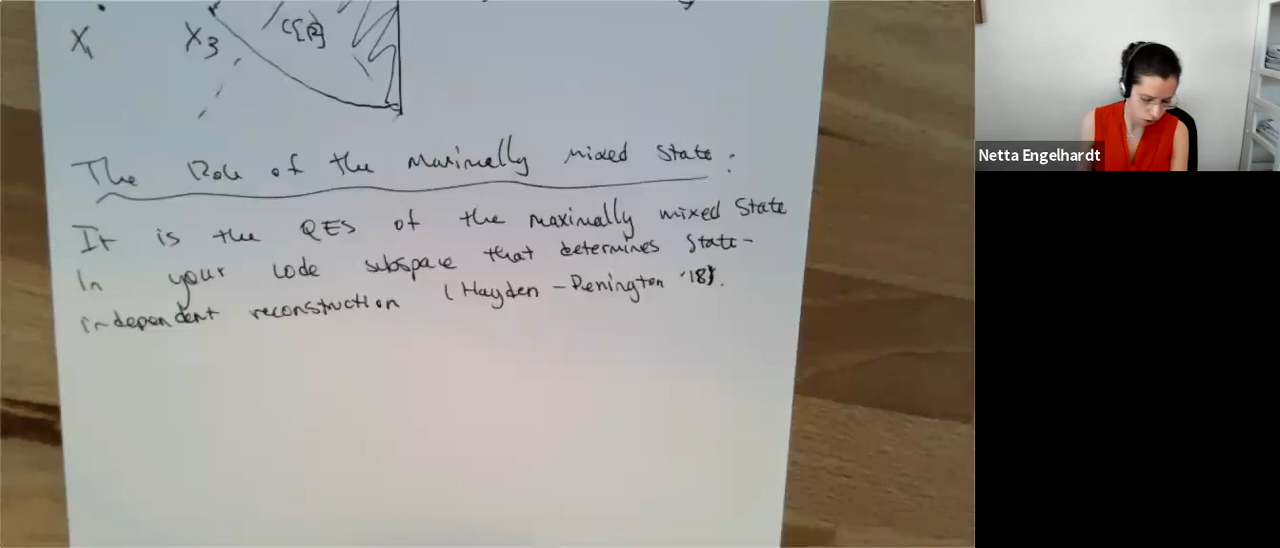 X₁ X₃ C[R]
The Role of the maximally mixed state :
It is the QES of the maximally mixed State
In your code subspace that determines state-
independent reconstruction (Hayden - Penington '18).
Netta Engelhardt